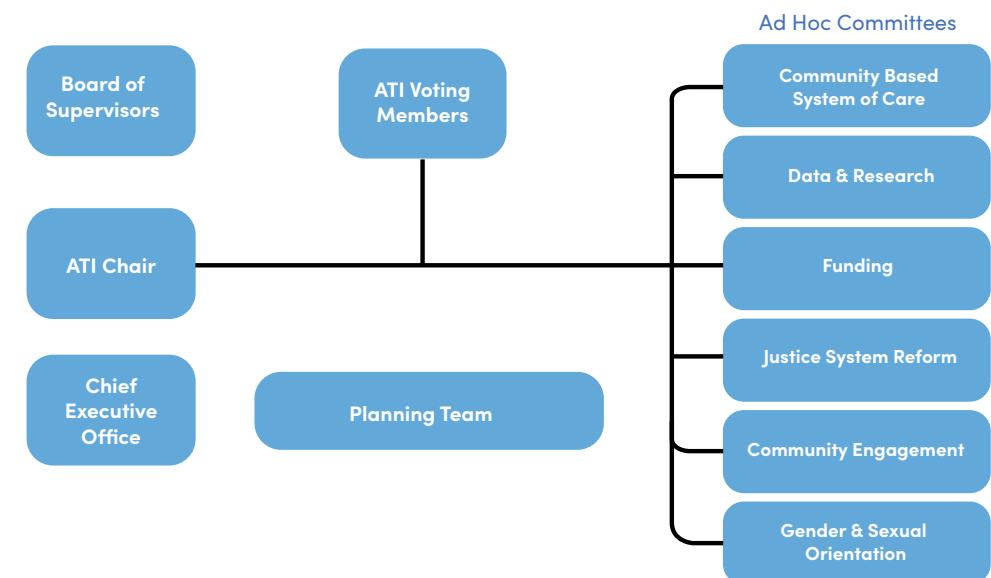 Ad Hoc Committees
Board of
Supervisors
ATI Voting
Members
Community Based
System of Care
Data & Research
ATI Chair
Funding
Justice System Reform
Chief
Executive
Office
Planning Team
Community Engagement
Gender & Sexual
Orientation